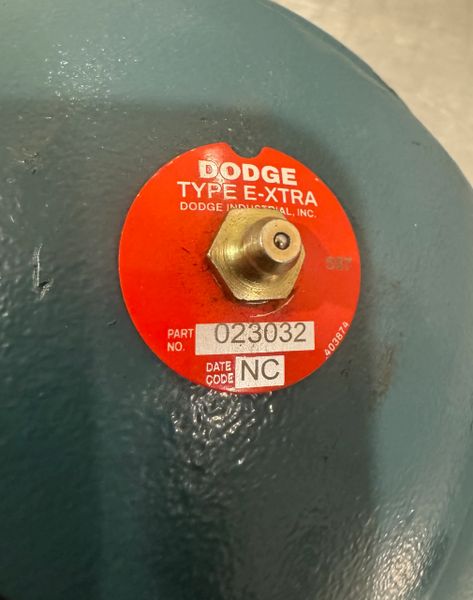 DODGE
TYPE E-XTRA
DODGE INDUSTRIAL, INC.
PART NO. 023032
DATE CODE NC
403874